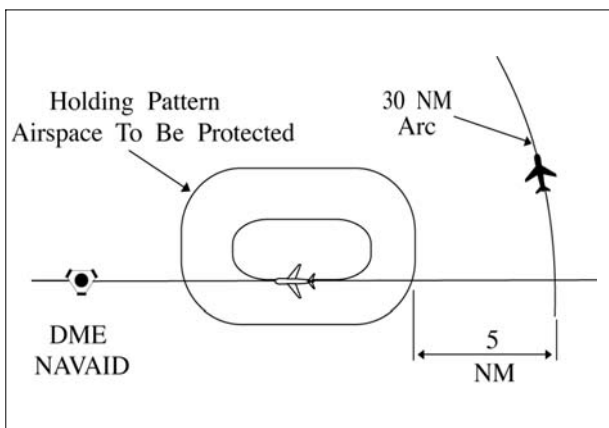 Holding Pattern
Airspace To Be Protected
30 NM
Arc
DME
NAVAID
5
NM